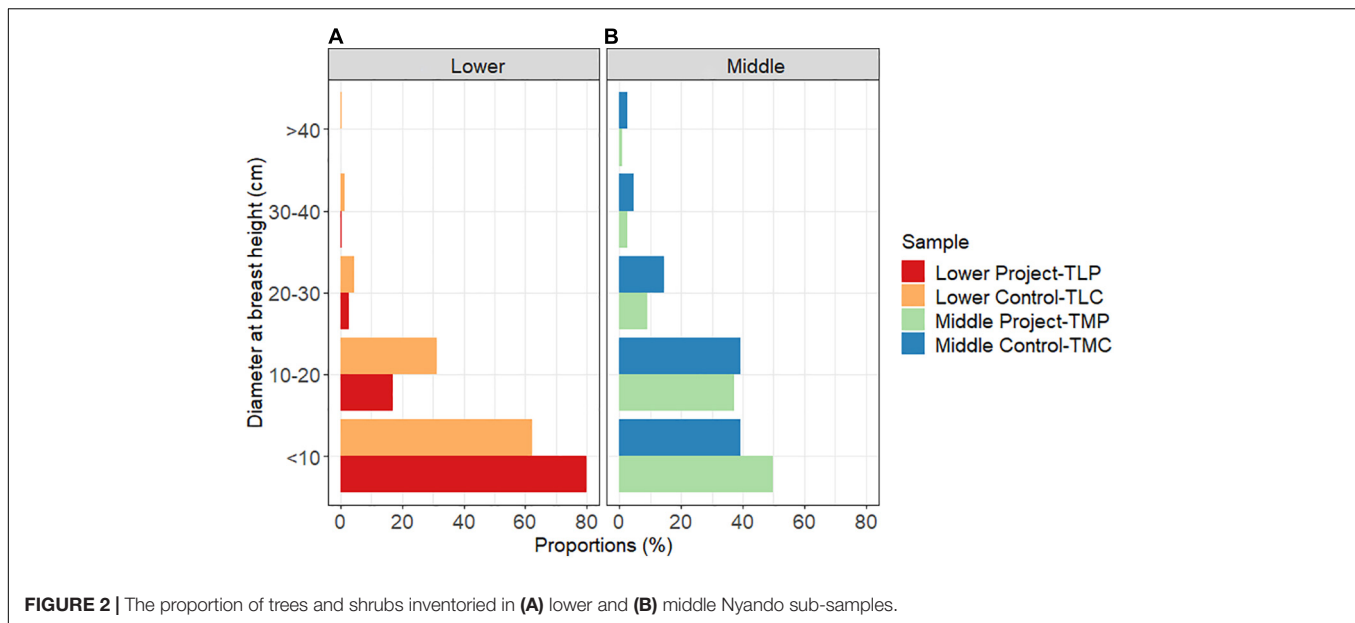 A
B
Lower
Middle
Diameter at breast height (cm)
>40
30-40
20-30
10-20
<10
0 20 40 60 80
0 20 40 60 80
Proportions (%)
Sample
Lower Project-TLP
Lower Control-TLC
Middle Project-TMP
Middle Control-TMC
FIGURE 2 | The proportion of trees and shrubs inventoried in (A) lower and (B) middle Nyando sub-samples.